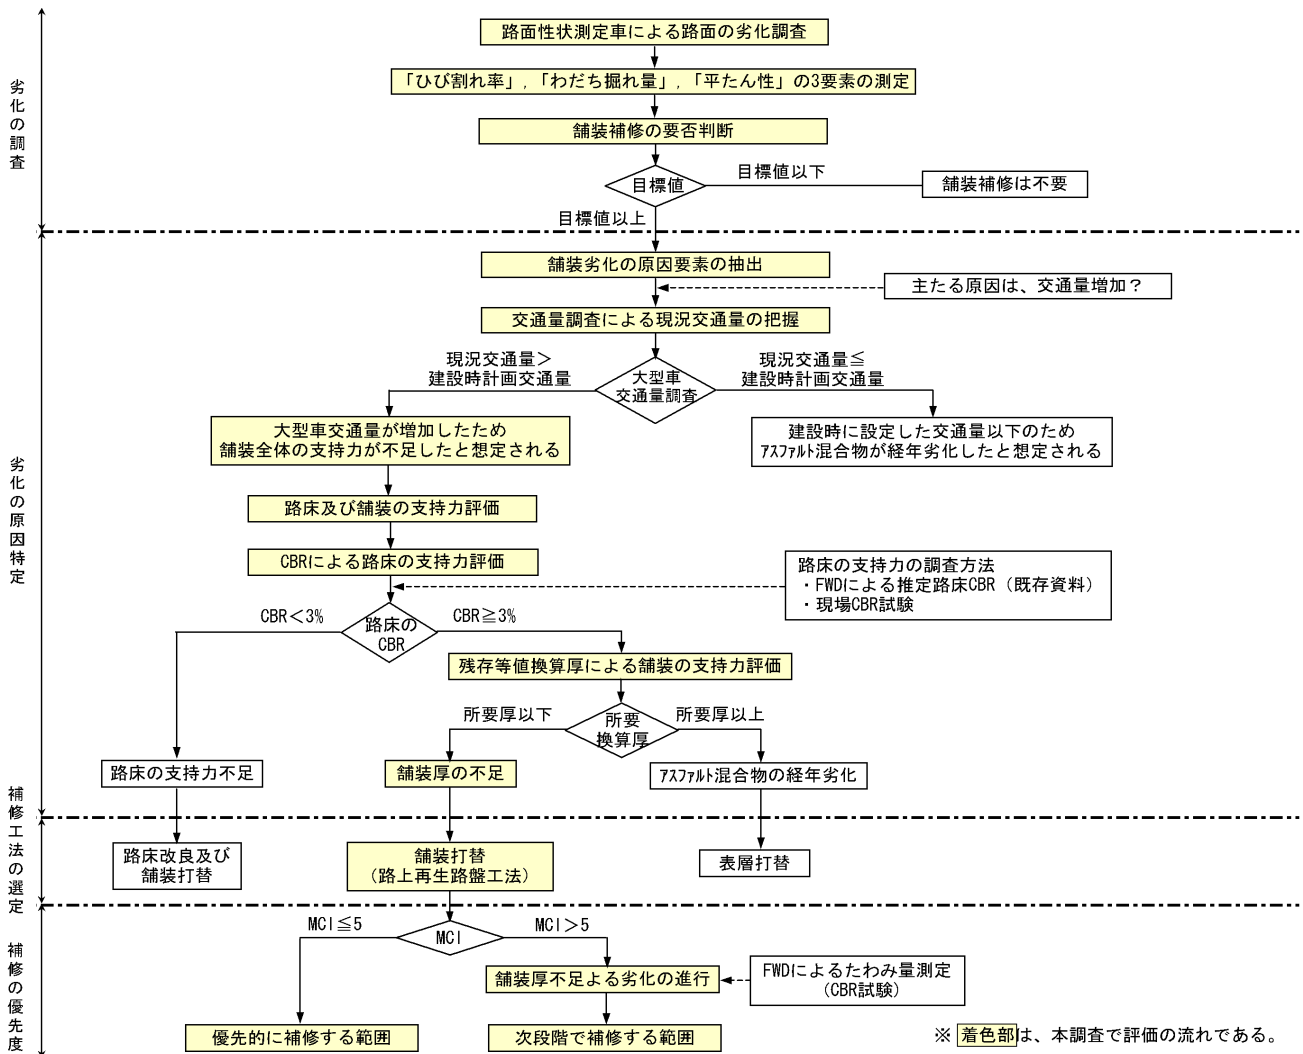 劣化の調査
路面性状測定車による路面の劣化調査
「ひび割れ率」,「わだち掘れ量」,「平たん性」の3要素の測定
舗装補修の要否判断
目標値
目標値以下
舗装補修は不要
目標値以上
劣化の原因特定
舗装劣化の原因要素の抽出
主たる原因は、交通量増加?
交通量調査による現況交通量の把握
現況交通量>
建設時計画交通量
大型車
交通量調査
現況交通量≦
建設時計画交通量
大型車交通量が増加したため
舗装全体の支持力が不足したと想定される
建設時に設定した交通量以下のため
アスファルト混合物が経年劣化したと想定される
路床及び舗装の支持力評価
CBRによる路床の支持力評価
路床の支持力の調査方法
・FWDによる推定路床CBR(既存資料)
・現場CBR試験
CBR<3%
路床の
CBR
CBR≧3%
残存等値換算厚による舗装の支持力評価
所要厚以下
所要
換算厚
所要厚以上
路床の支持力不足
舗装厚の不足
アスファルト混合物の経年劣化
補修工法の選定
路床改良及び
舗装打替
舗装打替
(路上再生路盤工法)
表層打替
補修の優先度
MCI≦5
MCI
MCI>5
舗装厚不足よる劣化の進行
FWDによるたわみ量測定
(CBR試験)
優先的に補修する範囲
次段階で補修する範囲
※ 着色部は、本調査で評価の流れである。